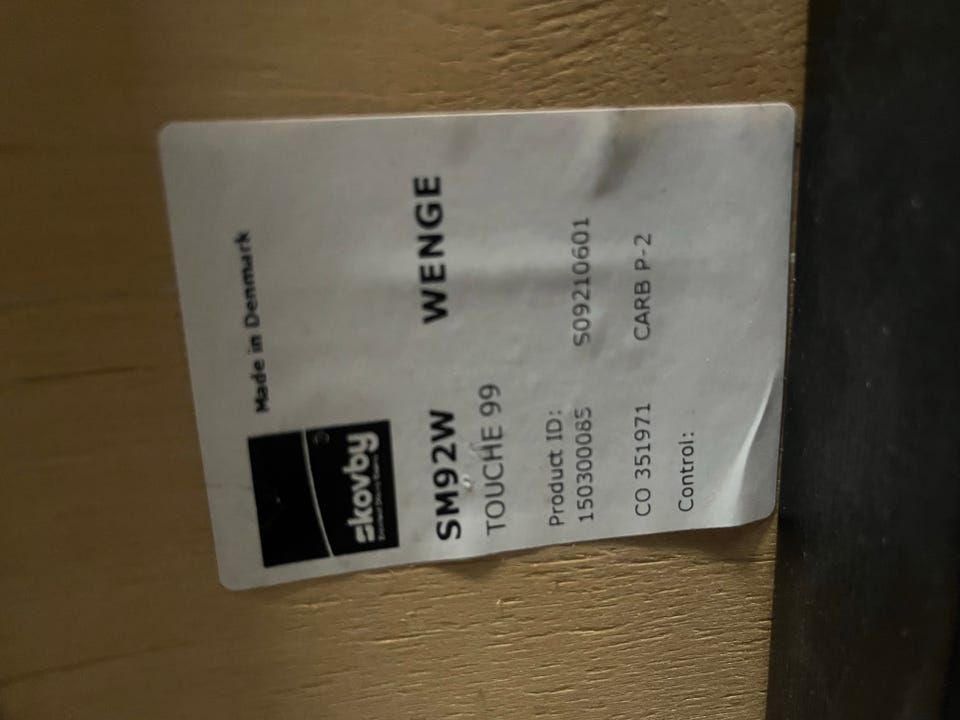 Made in Denmark
Skovby
SM92W WENGE
TOUCHE 99
Product ID:
150300085 S09210601
CO 351971 CARB P-2
Control: